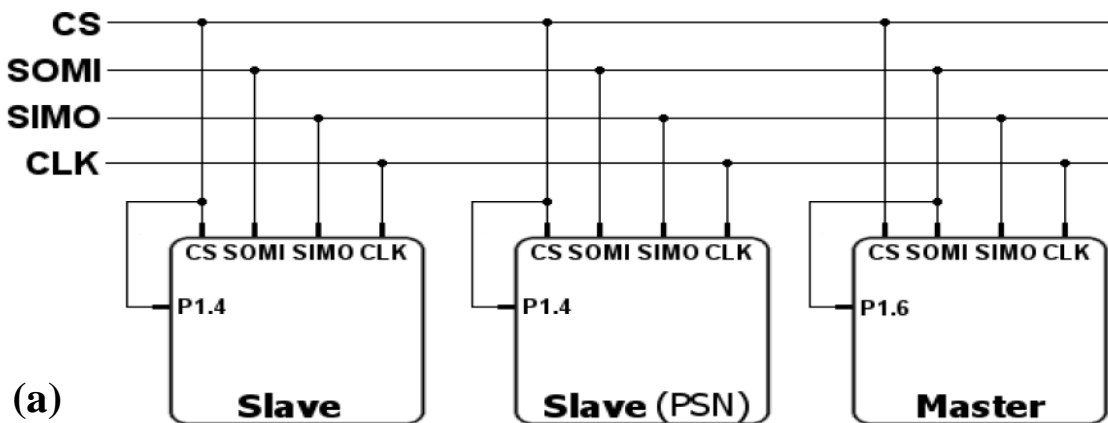 CS
SOMI
SIMO
CLK
CS SOMI SIMO CLK
P1.4
Slave
CS SOMI SIMO CLK
P1.4
Slave (PSN)
CS SOMI SIMO CLK
P1.6
Master
(a)